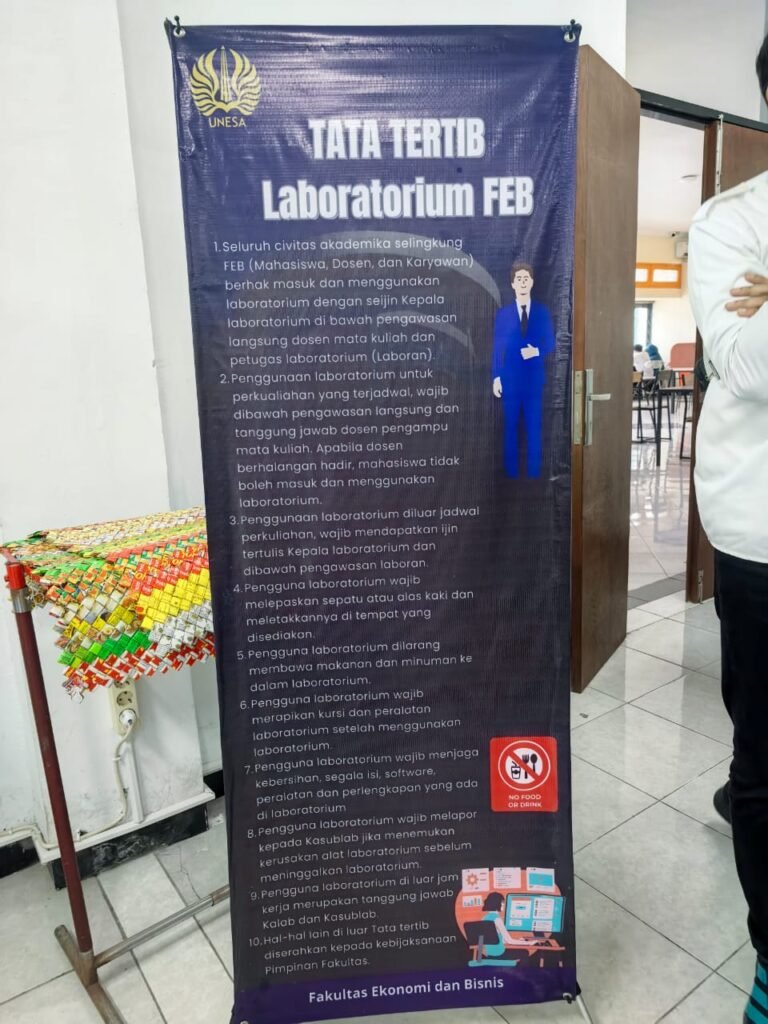 UNESA
TATA TERTIB
Laboratorium FEB
1. Seluruh civitas akademika selingkung
FEB (Mahasiswa, Dosen, dan Karyawan)
berhak masuk dan menggunakan
laboratorium dengan seijin Kepala
laboratorium di bawah pengawasan
langsung dosen mata kuliah dan
petugas laboratorium (Laboran).
2. Penggunaan laboratorium untuk
perkualiahan yang terjadwal, wajib
dibawah pengawasan langsung dan
tanggung jawab dosen pengampu
mata kuliah. Apabila dosen
berhalangan hadir, mahasiswa tidak
boleh masuk dan menggunakan
laboratorium.
3. Penggunaan laboratorium diluar jadwal
perkuliahan, wajib mendapatkan ijin
tertulis Kepala laboratorium dan
dibawah pengawasan laboran.
4. Pengguna laboratorium wajib
melepaskan sepatu atau alas kaki dan
meletakkannya di tempat yang
disediakan.
5. Pengguna laboratorium dilarang
membawa makanan dan minuman ke
dalam laboratorium.
6. Pengguna laboratorium wajib
merapikan kursi dan peralatan
laboratorium setelah menggunakan
laboratorium.
7. Pengguna laboratorium wajib menjaga
kebersihan, segala isi, software,
peralatan dan perlengkapan yang ada
di laboratorium
8. Pengguna laboratorium wajib melapor
kepada Kasublab jika menemukan
kerusakan alat laboratorium sebelum
meninggalkan laboratorium.
9. Pengguna laboratorium di luar jam
kerja merupakan tanggung jawab
Kalab dan Kasublab.
10. Hal-hal lain di luar Tata tertib
diserahkan kepada kebijaksanaan
Pimpinan Fakultas.
NO FOOD
OR DRINK
Fakultas Ekonomi dan Bisnis